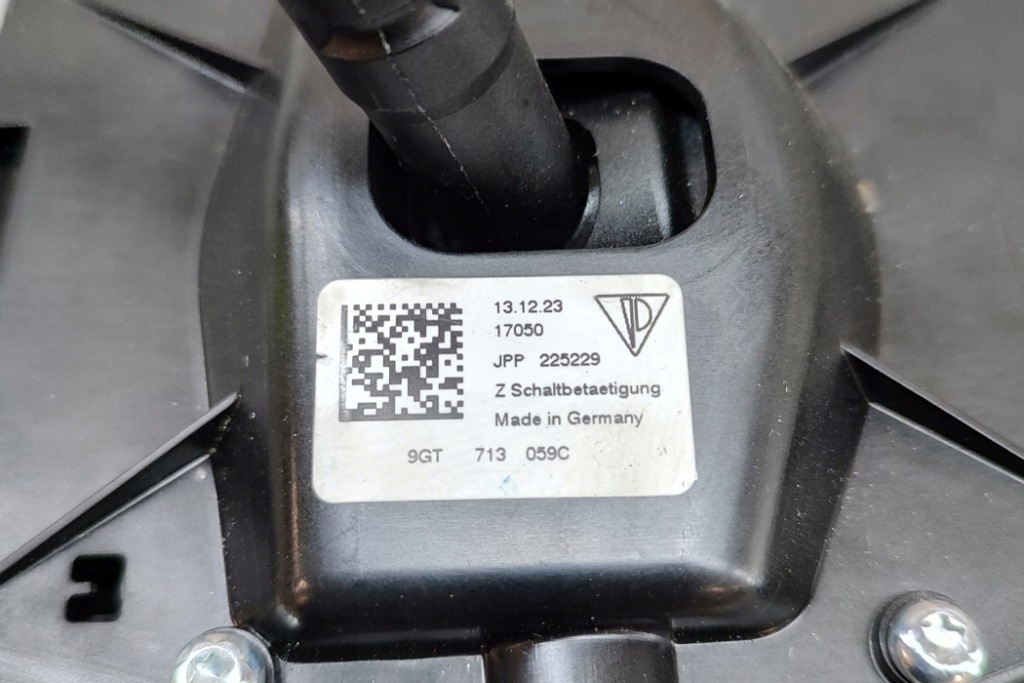 13.12.23
17050
JPP 225229
Z Schaltbetaetigung
Made in Germany
9GT 713 059C